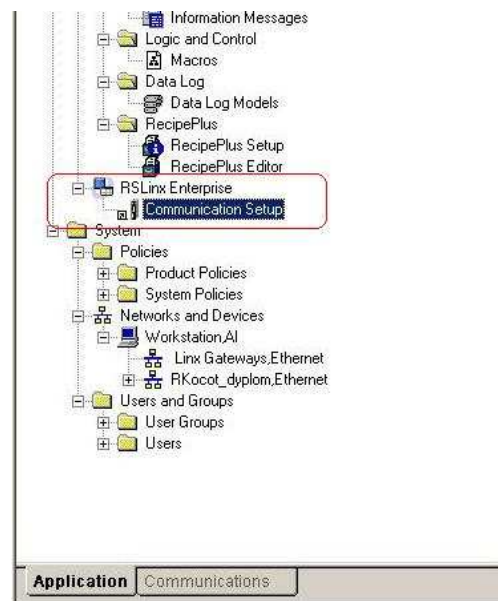 Information Messages
Logic and Control
Macros
Data Log
Data Log Models
RecipePlus
RecipePlus Setup
RecipePlus Editor
RSLinx Enterprise
Communication Setup
System
Policies
Product Policies
System Policies
Networks and Devices
Workstation,AI
Linx Gateways,Ethernet
RKocot_dyplom,Ethernet
Users and Groups
User Groups
Users
Application Communications